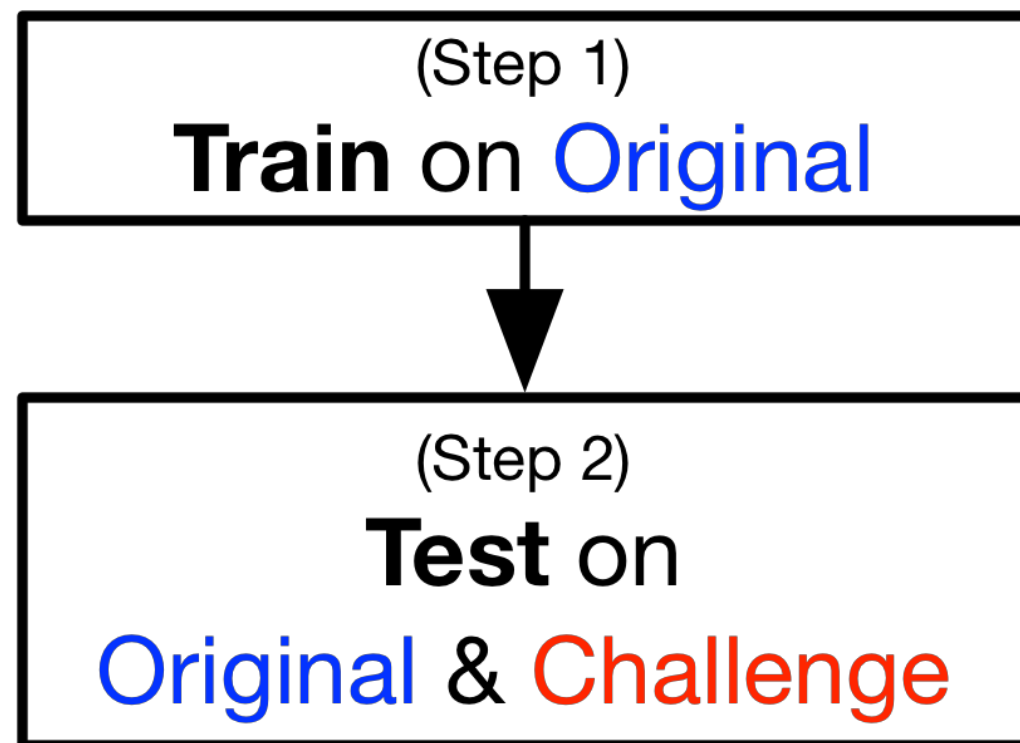 (Step 1)
Train on Original
(Step 2)
Test on
Original & Challenge